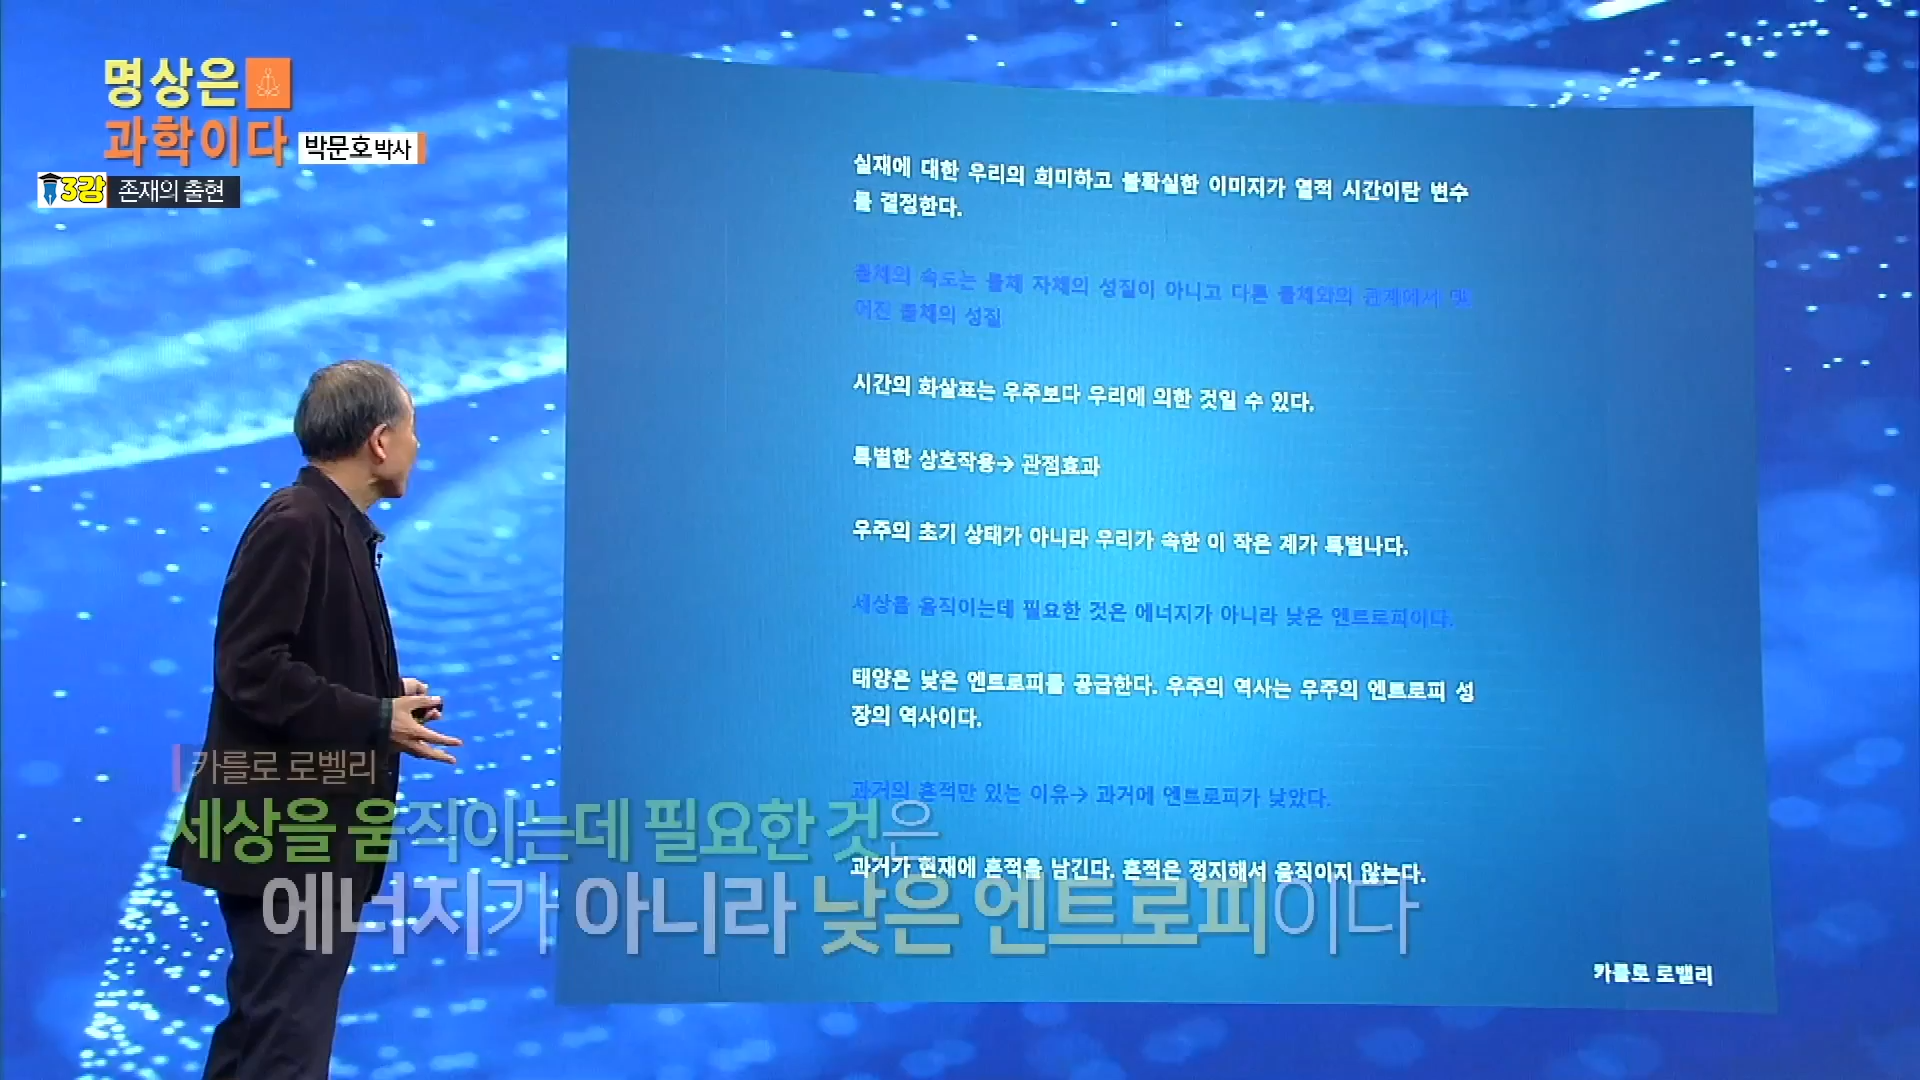 명상은
과학이다 박문호 박사
3강 존재의 출현
실재에 대한 우리의 희미하고 불확실한 이미지가 열적 시간이란 변수
를 결정한다.
물체의 속도는 물체 자체의 성질이 아니고 다른 물체와의 관계에서 맺
어진 물체의 성질
시간의 화살표는 우주보다 우리에 의한 것일 수 있다.
특별한 상호작용→ 관점효과
우주의 초기 상태가 아니라 우리가 속한 이 작은 계가 특별나다.
세상을 움직이는데 필요한 것은 에너지가 아니라 낮은 엔트로피이다.
태양은 낮은 엔트로피를 공급한다. 우주의 역사는 우주의 엔트로피 성
장의 역사이다.
과거의 흔적만 있는 이유→ 과거에 엔트로피가 낮았다.
과거가 현재에 흔적을 남긴다. 흔적은 정지해서 움직이지 않는다.
카를로 로벨리
카를로 로벨리
세상을 움직이는데 필요한 것은
에너지가 아니라 낮은 엔트로피이다